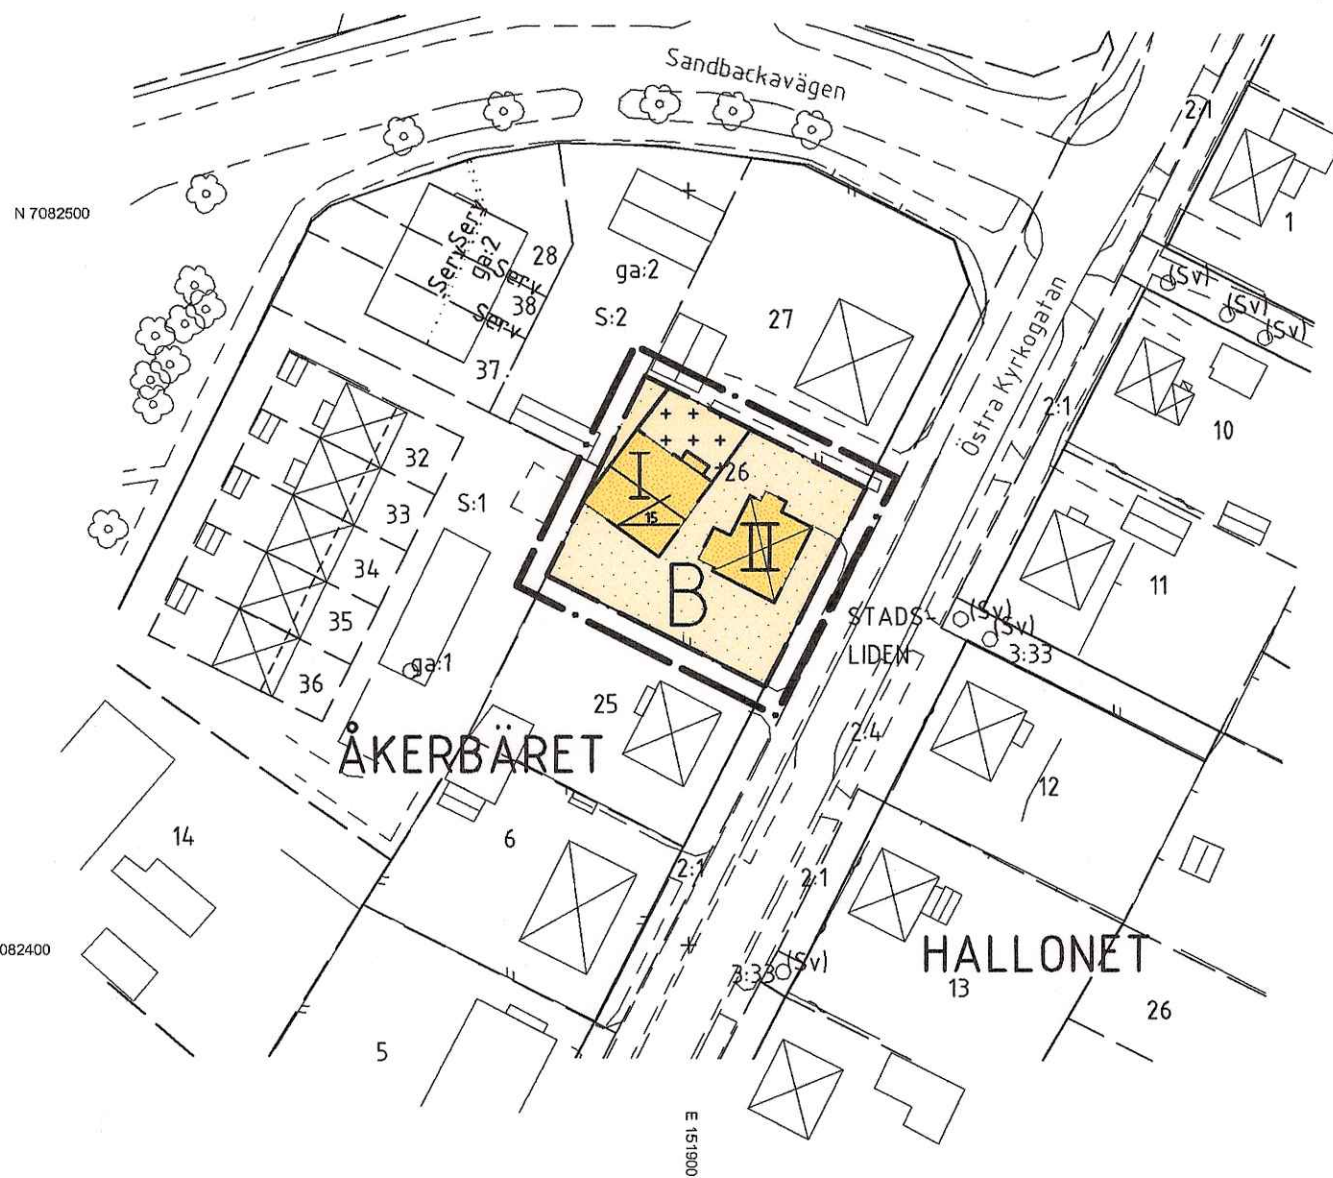 Sandbackavägen
2:1
N 7082500
1
Serv
Serv
ga:2
28
Serv
38
Serv
37
ga:2
S:2
27
(Sv)
(Sv)
(Sv)
Östra Kyrkogatan
2:1
10
32
33
34
35
36
S:1
ga:1
I
15
26
II
B
11
STADS-
LIDEN
(Sv)
(Sv)
3:33
25
2:4
ÅKERBÄRET
12
14
6
2:1
2:1
082400
3:33
(Sv)
HALLONET
13
26
5
E 151900